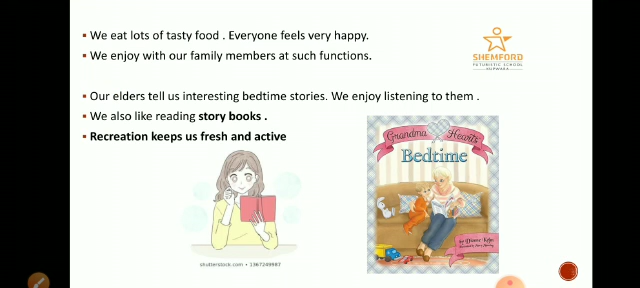 We eat lots of tasty food . Everyone feels very happy.
We enjoy with our family members at such functions.
SHEMFORD
FUTURISTIC SCHOOL
Our elders tell us interesting bedtime stories. We enjoy listening to them .
We also like reading story books .
Recreation keeps us fresh and active
Grandma Hearts
Bedtime
shutterstock.com • 1367249987